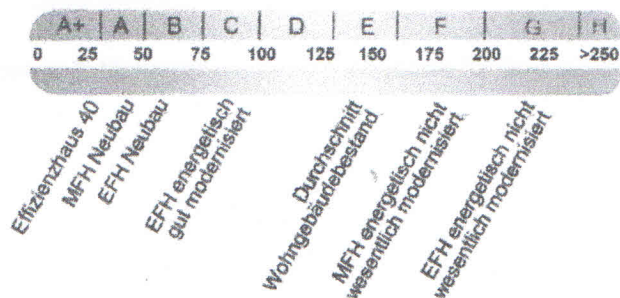 A+ | A | B | C | D | E | F | G | H
0 25 50 75 100 125 150 175 200 225 >250
Effizienzhaus 40
MFH Neubau
EFH Neubau
EFH energetisch
gut modernisiert
Durchschnitt
Wohngebäudebestand
MFH energetisch nicht
wesentlich modernisiert
EFH energetisch nicht
wesentlich modernisiert